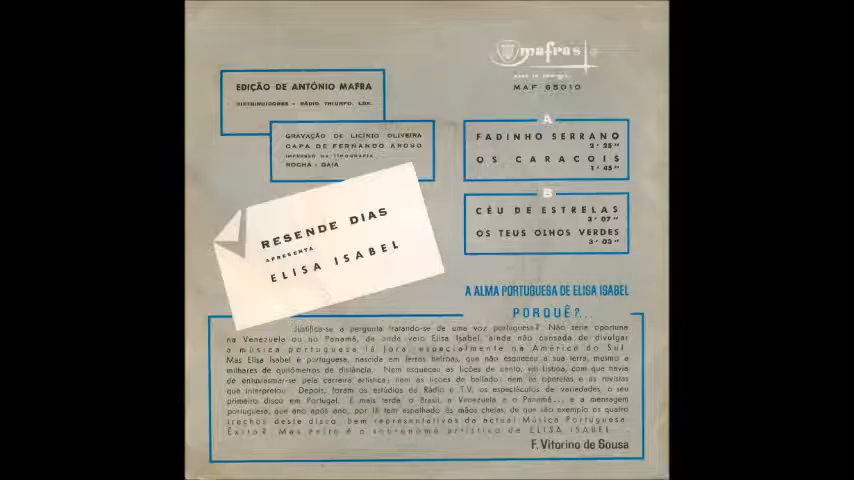 mafras
MADE IN PORTUGAL
MAF 65010
EDIÇÃO DE ANTÓNIO MAFRA
DISTRIBUIDORES - RÁDIO TRIUNFO, LDA.
GRAVAÇÃO DE LICÍNIO OLIVEIRA
CAPA DE FERNANDO AROSO
IMPRESSO NA TIPOGRAFIA
ROCHA - GAIA
A
FADINHO SERRANO
2'35"
OS CARACOIS
1'45"
B
CÉU DE ESTRELAS
3'07"
OS TEUS OLHOS VERDES
3'03"
RESENDE DIAS
APRESENTA
ELISA ISABEL
A ALMA PORTUGUESA DE ELISA ISABEL
PORQUÊ?...
Justifica-se a pergunta tratando-se de uma voz portuguesa? Não seria oportuna
na Venezuela ou no Panamá, de onde veio Elisa Isabel, ainda não cansada de divulgar
a música portuguesa lá fora, especialmente na América do Sul.
Mas Elisa Isabel é portuguesa, nascida em terras beiroas, que não esqueceu a sua terra, mesmo a
milhares de quilómetros de distância. Nem esqueceu as lições de canto, em Lisboa, com que havia
de entusiasmar-se pela carreira artística; nem as lições de bailado; nem as operetas e as revistas
que interpretou. Depois, foram os estúdios da Rádio e T.V. os espectáculos de variedades, o seu
primeiro disco em Portugal. E mais tarde o Brasil, a Venezuela e o Panamá... e a mensagem
portuguesa, que ano após ano, por lá tem espalhado às mãos cheias, de que são exemplo os quatro
trechos deste disco, bem representativos da actual Música Portuguesa.
Êxito? Mas êxito é o sobrenome artístico de ELISA ISABEL.
F. Vitorino de Sousa